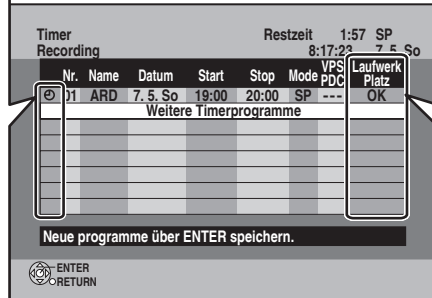 Timer Restzeit 1:57 SP
Recording 8:17:23 7. 5. So
Nr. Name Datum Start Stop Mode VPS PDC Laufwerk Platz
01 ARD 7. 5. So 19:00 20:00 SP --- OK
Weitere Timerprogramme
Neue programme über ENTER speichern.
ENTER
RETURN